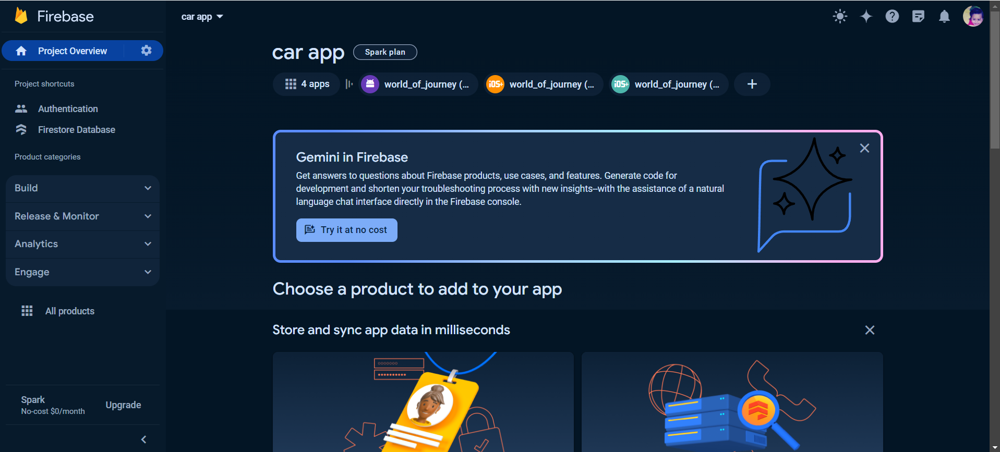 Firebase
car app
Project Overview
Project shortcuts
Authentication
Firestore Database
Product categories
Build
Release & Monitor
Analytics
Engage
All products
Spark
No-cost $0/month
Upgrade
car app
Spark plan
4 apps
world_of_journey (...
iOS+
world_of_journey (...
iOS+
world_of_journey (...
Gemini in Firebase
Get answers to questions about Firebase products, use cases, and features. Generate code for
development and shorten your troubleshooting process with new insights–with the assistance of a natural
language chat interface directly in the Firebase console.
Try it at no cost
Choose a product to add to your app
Store and sync app data in milliseconds